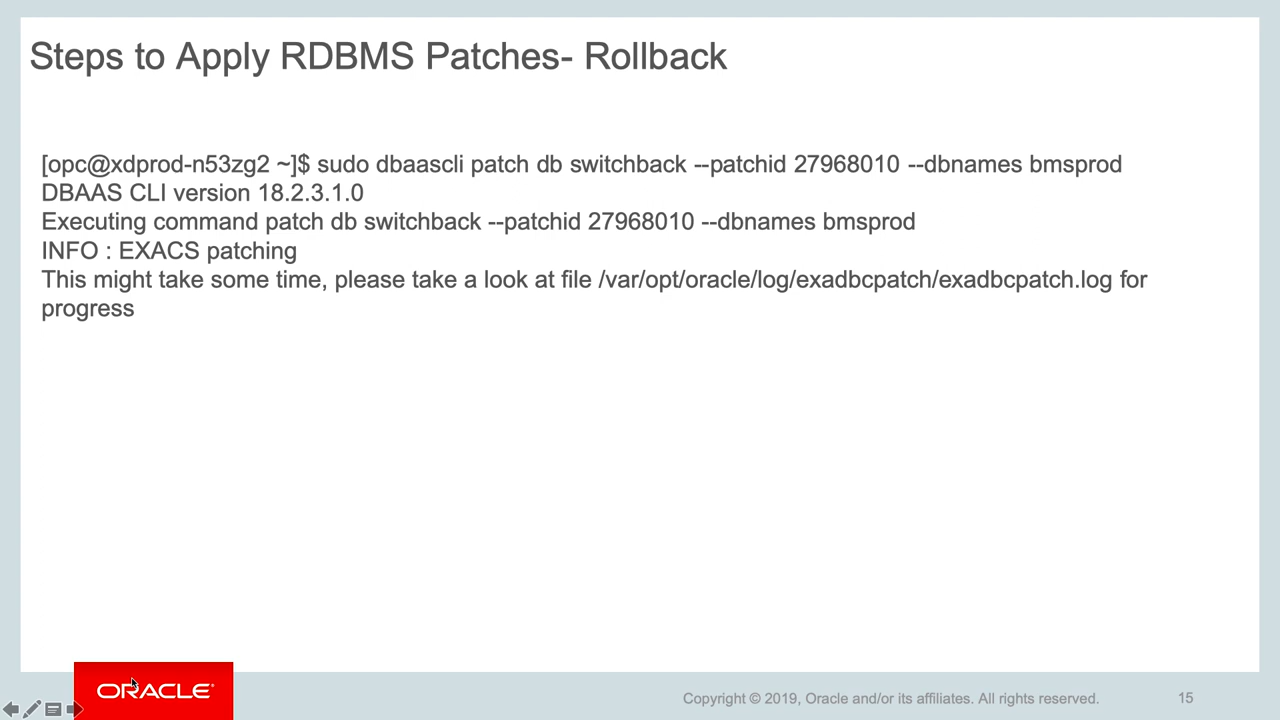 Steps to Apply RDBMS Patches- Rollback
[opc@xdprod-n53zg2 ~]$ sudo dbaascli patch db switchback --patchid 27968010 --dbnames bmsprod
DBAAS CLI version 18.2.3.1.0
Executing command patch db switchback --patchid 27968010 --dbnames bmsprod
INFO : EXACS patching
This might take some time, please take a look at file /var/opt/oracle/log/exadbcpatch/exadbcpatch.log for
progress
ORACLE®
Copyright © 2019, Oracle and/or its affiliates. All rights reserved.
15